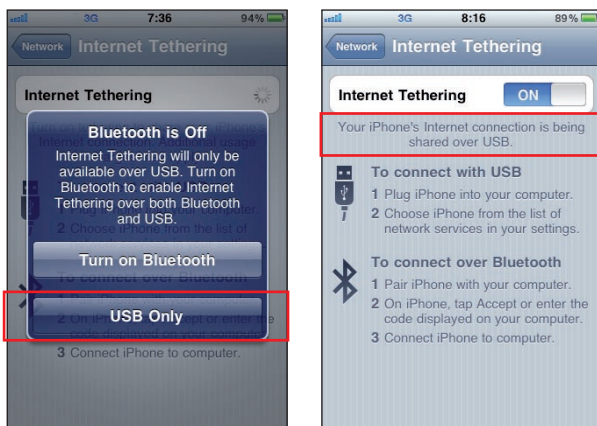 3G 7:36 94%
Network Internet Tethering
Internet Tethering
Bluetooth is Off
Internet Tethering will only be
available over USB. Turn on
Bluetooth to enable Internet
Tethering over both Bluetooth
and USB.
Turn on Bluetooth
To connect over Bluetooth
USB Only
3 Connect iPhone to computer.
3G 8:16 89%
Network Internet Tethering
Internet Tethering ON
Your iPhone's Internet connection is being
shared over USB.
To connect with USB
1 Plug iPhone into your computer.
2 Choose iPhone from the list of
network services in your settings.
To connect over Bluetooth
1 Pair iPhone with your computer.
2 On iPhone, tap Accept or enter the
code displayed on your computer.
3 Connect iPhone to computer.